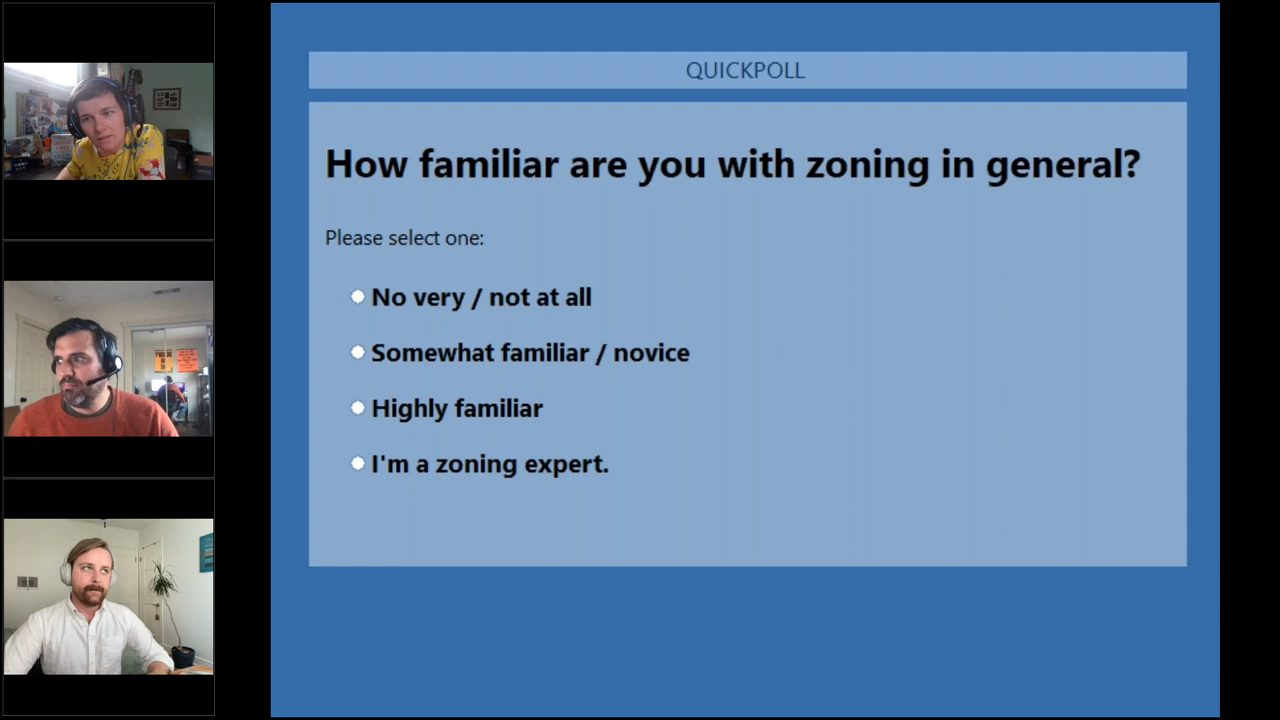 QUICKPOLL
How familiar are you with zoning in general?
Please select one:
No very / not at all
Somewhat familiar / novice
Highly familiar
I'm a zoning expert.